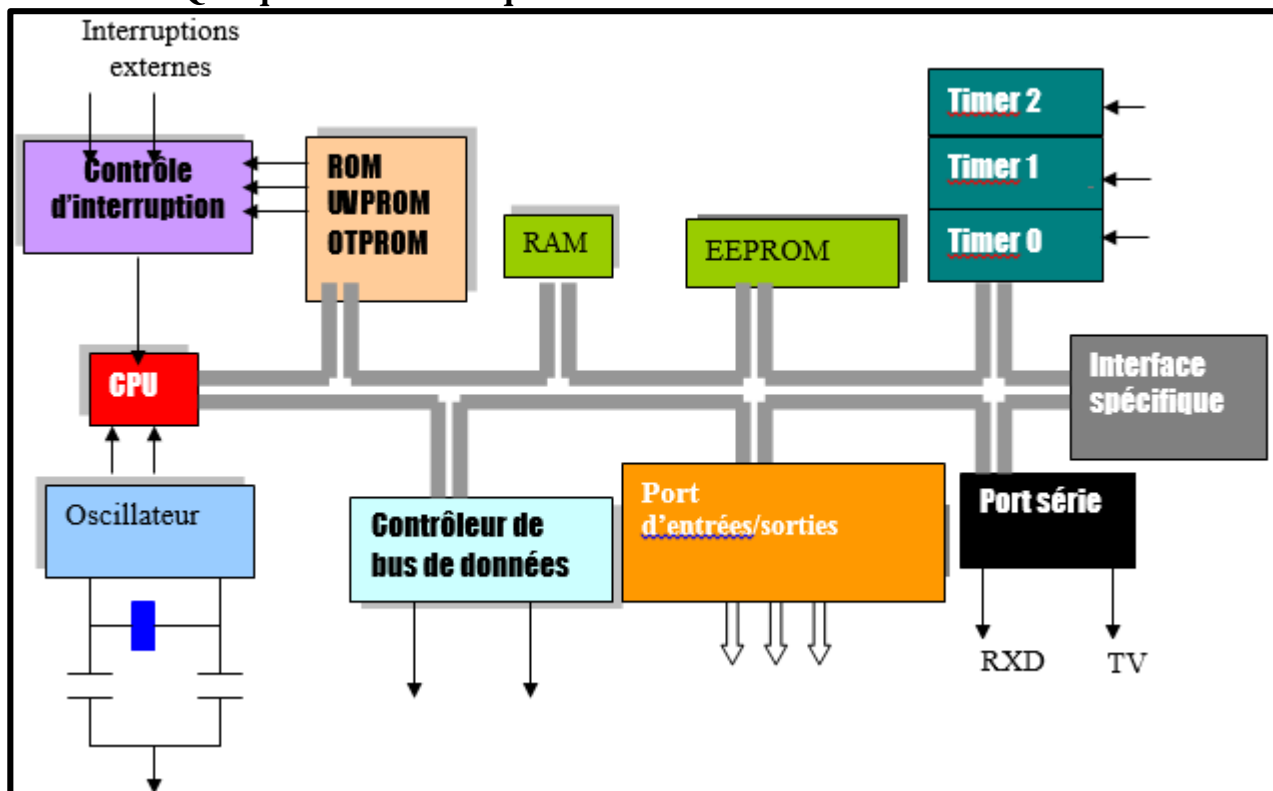 Interruptions
externes
Contrôle
d'interruption
ROM
UVPROM
OTPROM
RAM
EEPROM
Timer 2
Timer 1
Timer 0
CPU
Interface
spécifique
Oscillateur
Contrôleur de
bus de données
Port
d'entrées/sorties
Port série
RXD
TV